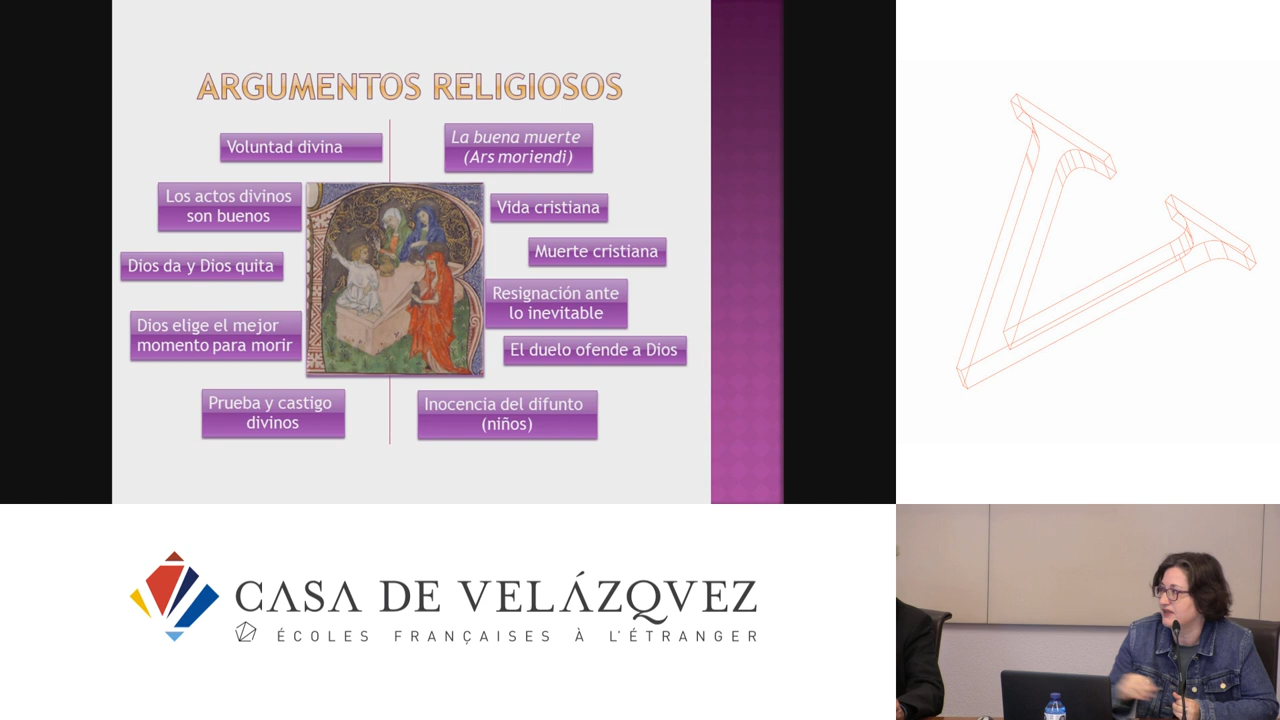 ARGUMENTOS RELIGIOSOS
Voluntad divina
Los actos divinos
son buenos
Dios da y Dios quita
Dios elige el mejor
momento para morir
Prueba y castigo
divinos
La buena muerte
(Ars moriendi)
Vida cristiana
Muerte cristiana
Resignación ante
lo inevitable
El duelo ofende a Dios
Inocencia del difunto
(niños)
CASA DE VELÁZQVEZ
ÉCOLES FRANÇAISES À L'ÉTRANGER